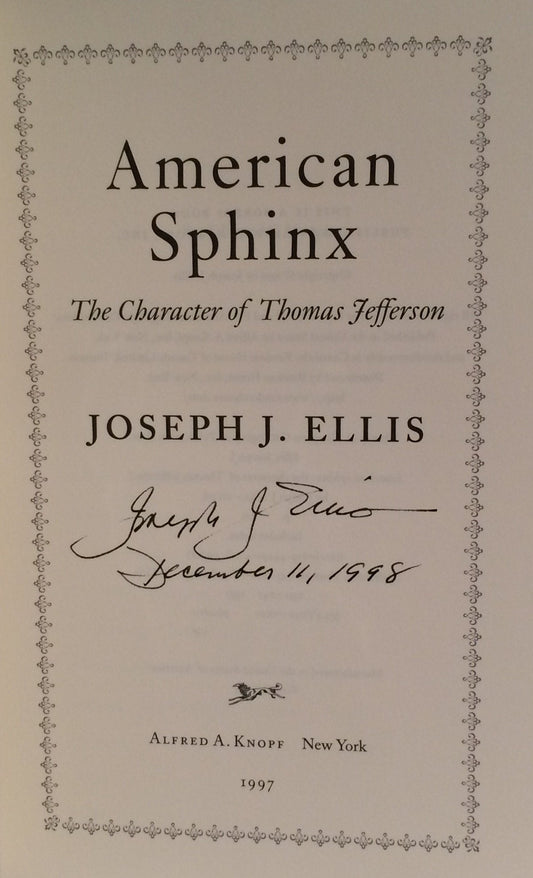 American
Sphinx
The Character of Thomas Jefferson
JOSEPH J. ELLIS
Joseph J Ellis
December 11, 1998
ALFRED A. KNOPF New York
1997